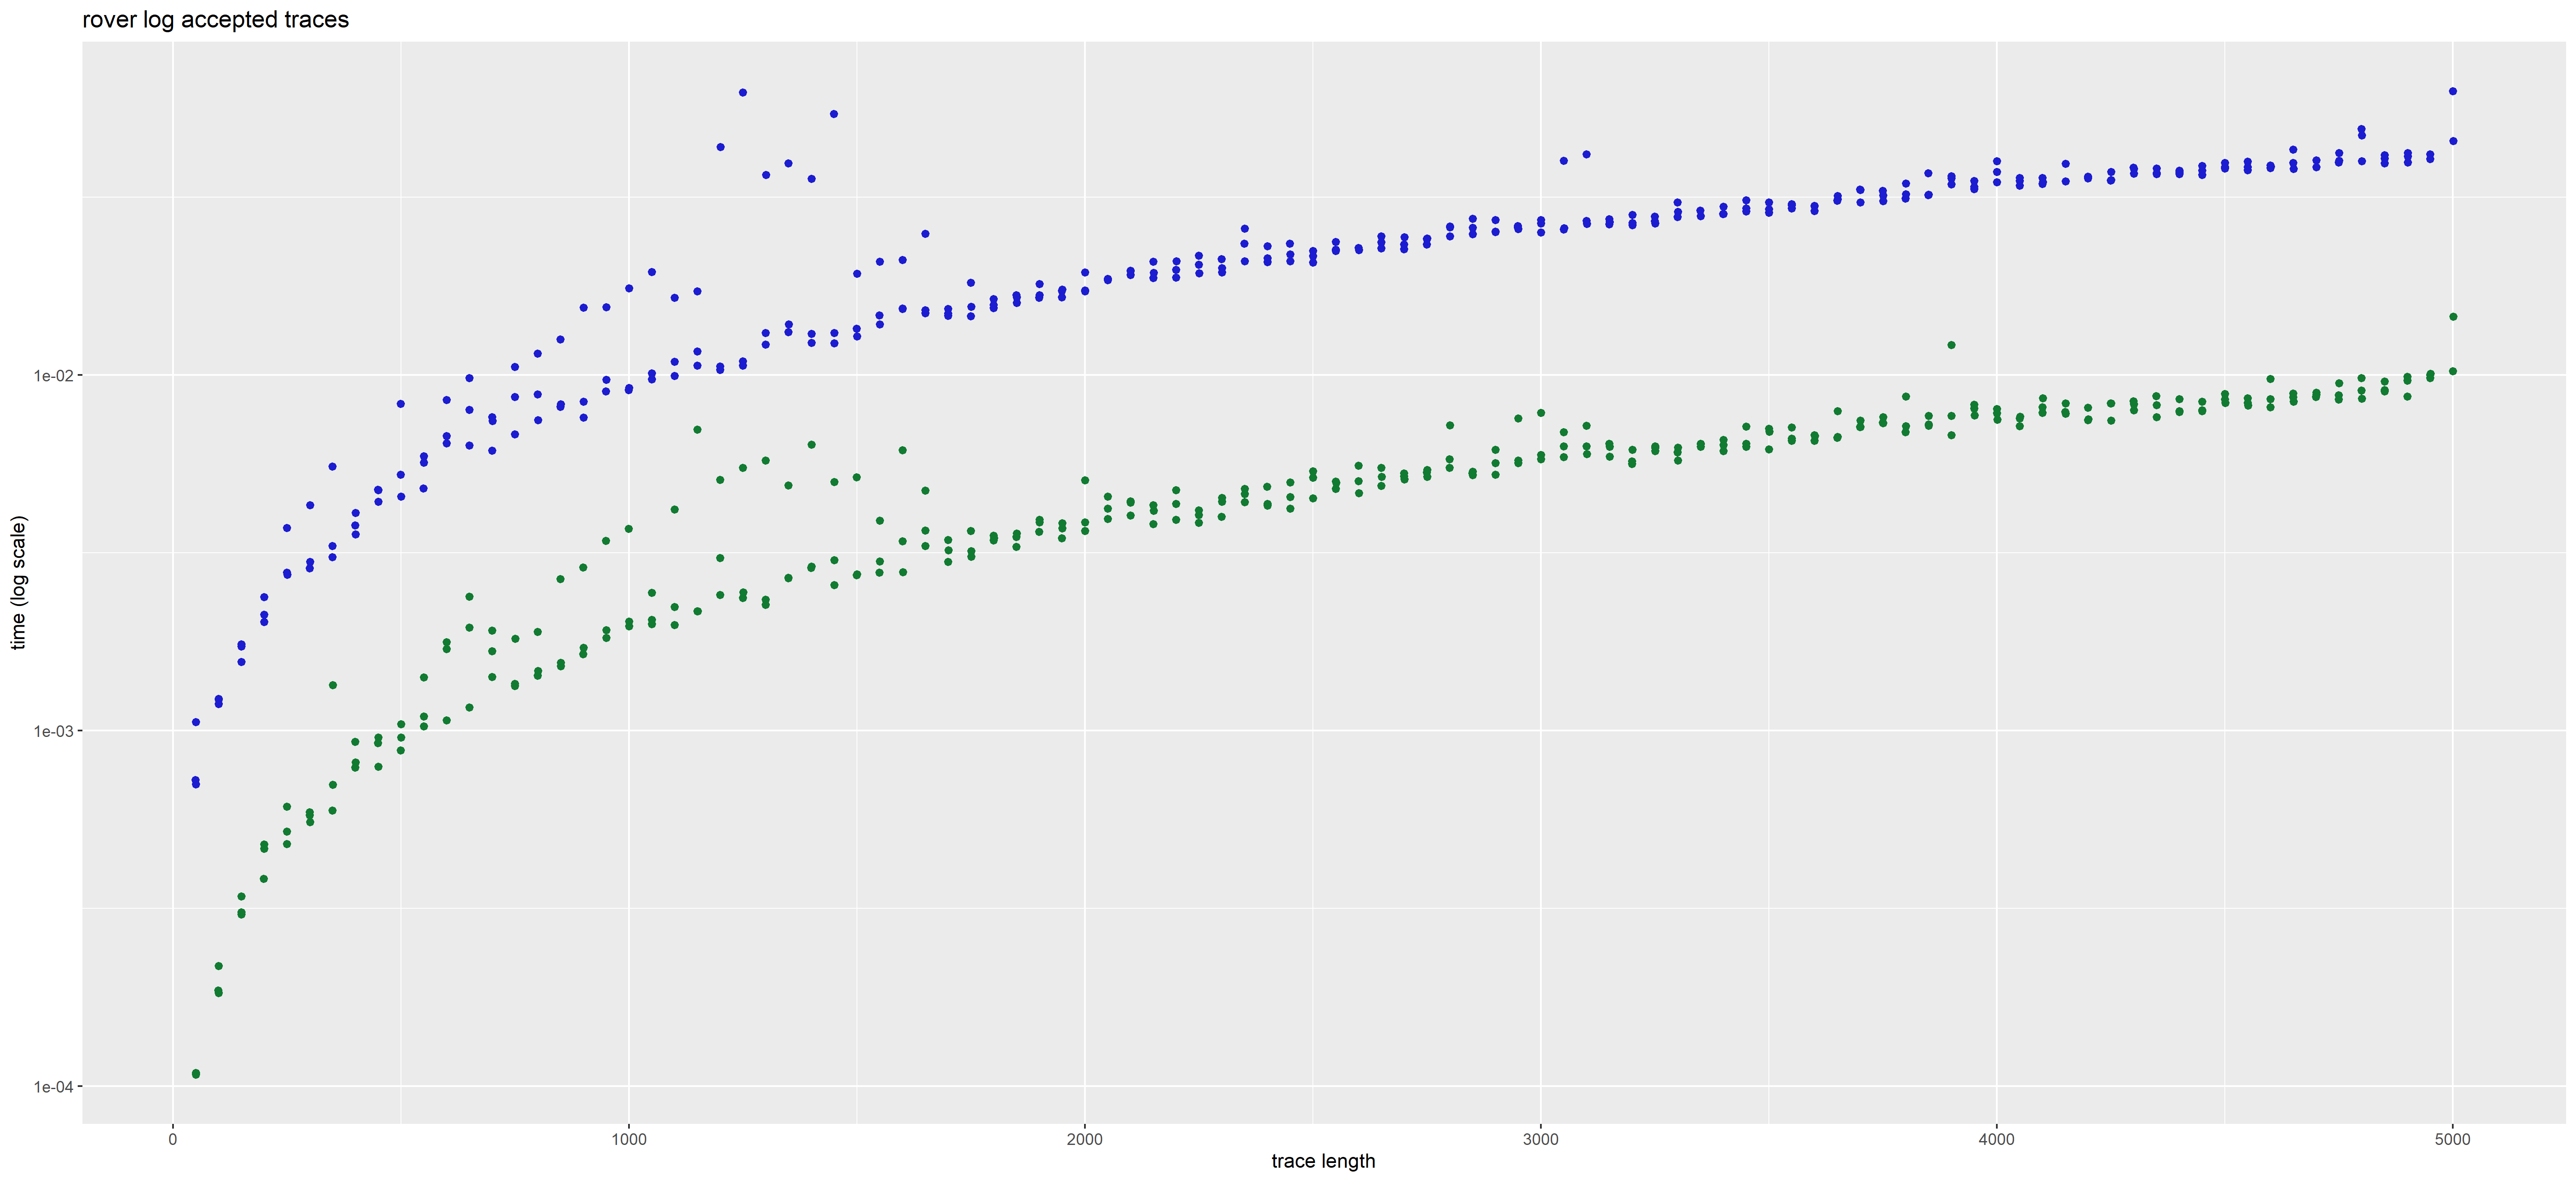 rover log accepted traces
time (log scale)
1e-02
1e-03
1e-04
0 1000 2000 3000 4000 5000
trace length